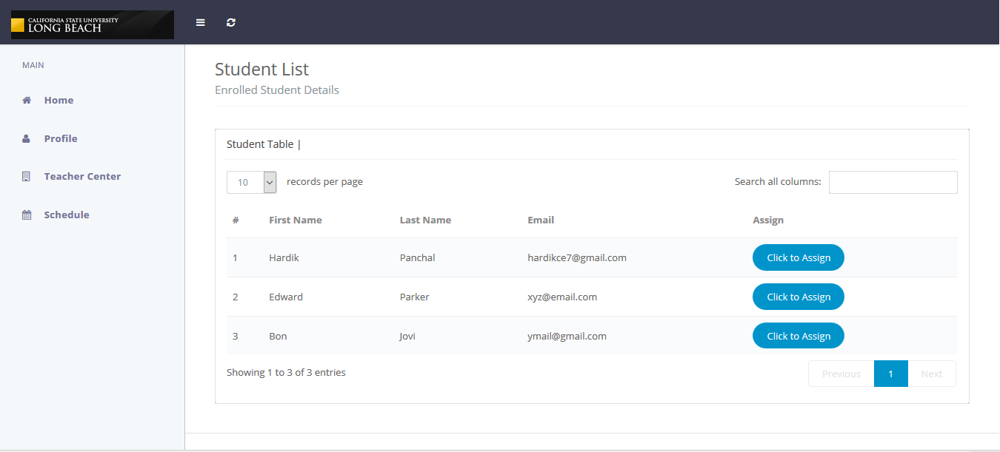 CALIFORNIA STATE UNIVERSITY
LONG BEACH
MAIN
Home
Profile
Teacher Center
Schedule
Student List
Enrolled Student Details
Student Table |
10 records per page Search all columns:
# First Name Last Name Email Assign
1 Hardik Panchal hardikce7@gmail.com Click to Assign
2 Edward Parker xyz@email.com Click to Assign
3 Bon Jovi ymail@gmail.com Click to Assign
Showing 1 to 3 of 3 entries Previous 1 Next